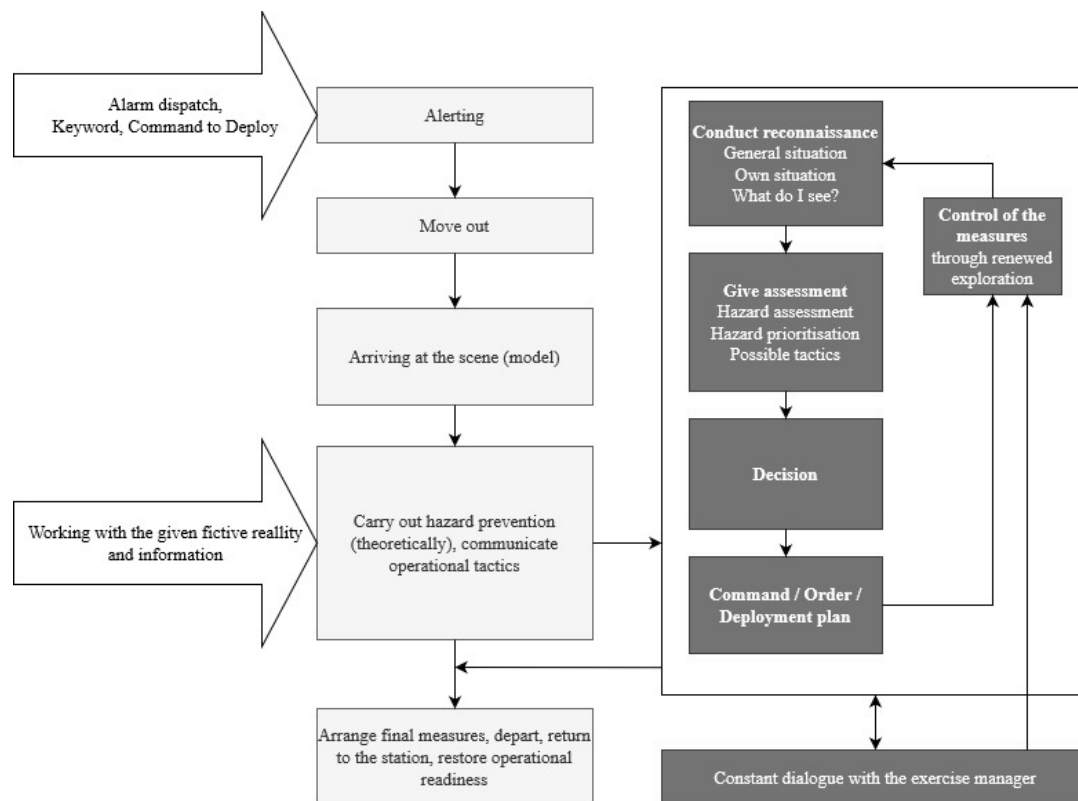 Alarm dispatch,
Keyword, Command to Deploy
Alerting
Move out
Arriving at the scene (model)
Working with the given fictive reallity
and information
Carry out hazard prevention
(theoretically), communicate
operational tactics
Arrange final measures, depart, return
to the station, restore operational
readiness
Conduct reconnaissance
General situation
Own situation
What do I see?
Give assessment
Hazard assessment
Hazard prioritisation
Possible tactics
Decision
Command / Order /
Deployment plan
Control of the
measures
through renewed
exploration
Constant dialogue with the exercise manager